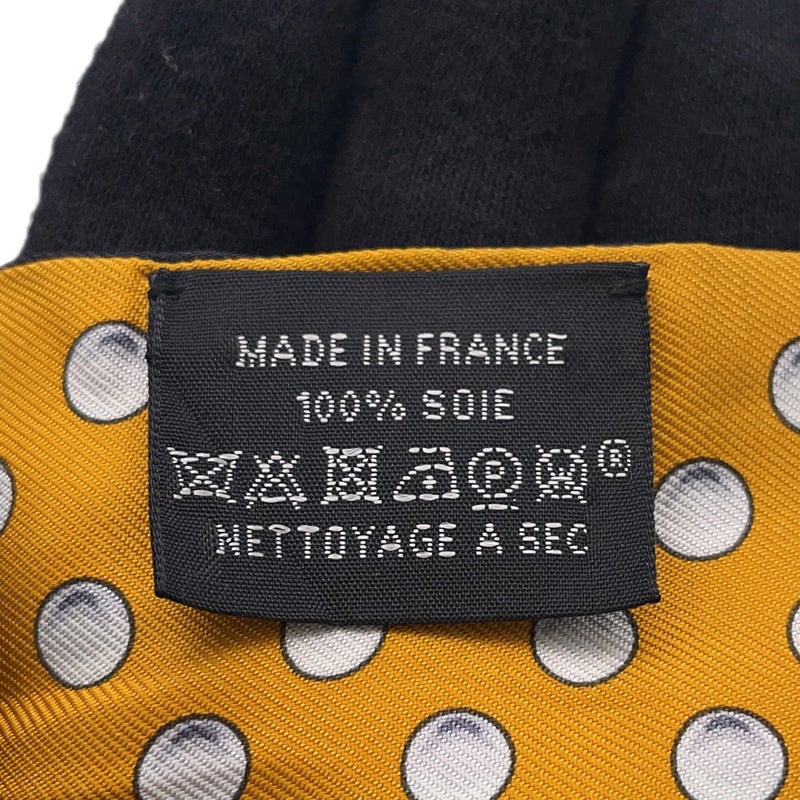 MADE IN FRANCE
100% SOIE
P W ®
NETTOYAGE A SEC